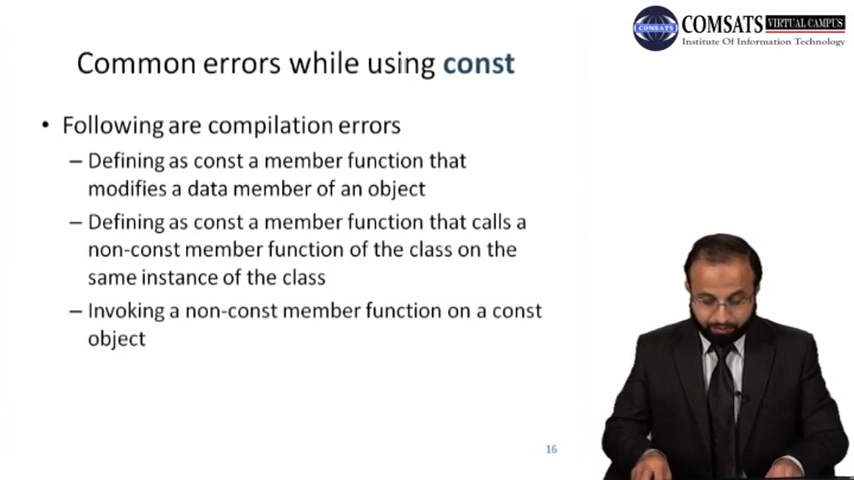 COMSATS VIRTUAL CAMPUS
COMSATS
Institute Of Information Technology
Common errors while using const
• Following are compilation errors
– Defining as const a member function that
modifies a data member of an object
– Defining as const a member function that calls a
non-const member function of the class on the
same instance of the class
– Invoking a non-const member function on a const
object
16